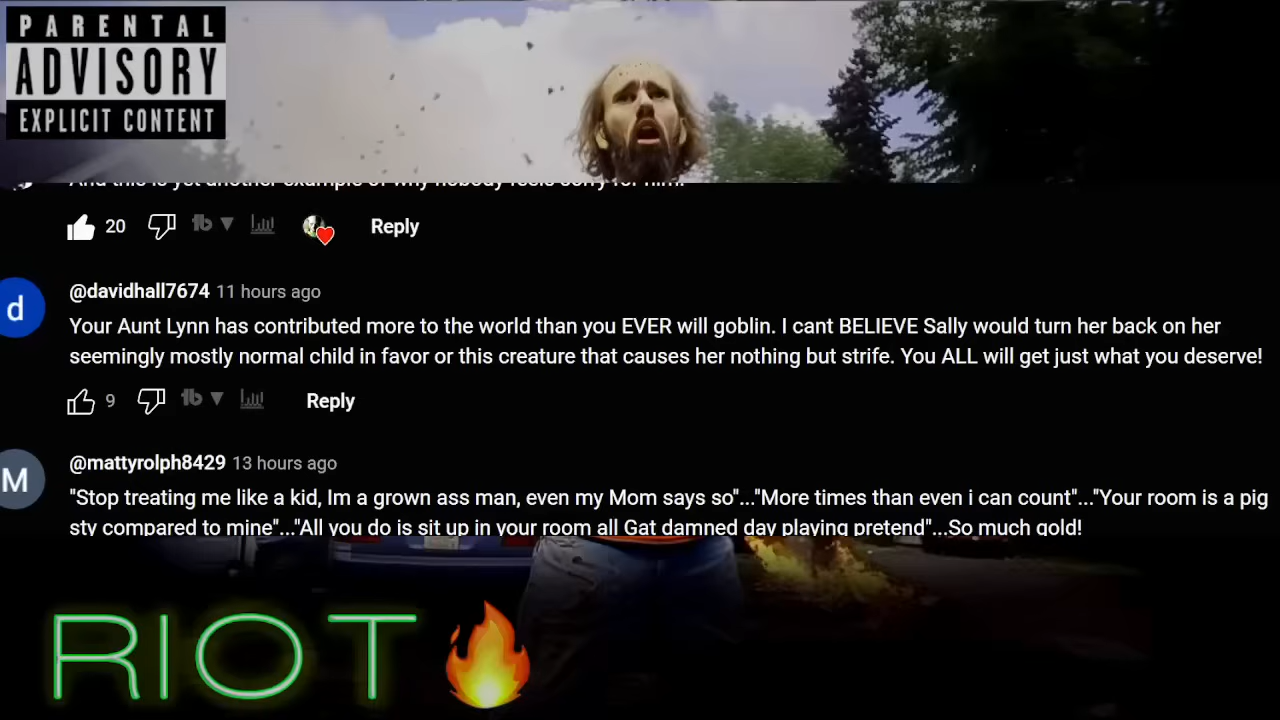 PARENTAL
ADVISORY
EXPLICIT CONTENT
And this is yet another example of why nobody feels sorry for him.
20
Reply
d
@davidhall7674 11 hours ago
Your Aunt Lynn has contributed more to the world than you EVER will goblin. I cant BELIEVE Sally would turn her back on her
seemingly mostly normal child in favor or this creature that causes her nothing but strife. You ALL will get just what you deserve!
9
Reply
M
@mattyrolph8429 13 hours ago
"Stop treating me like a kid, Im a grown ass man, even my Mom says so"..."More times than even i can count"..."Your room is a pig
sty compared to mine"..."All you do is sit up in your room all Gat damned day playing pretend"...So much gold!
RIOT